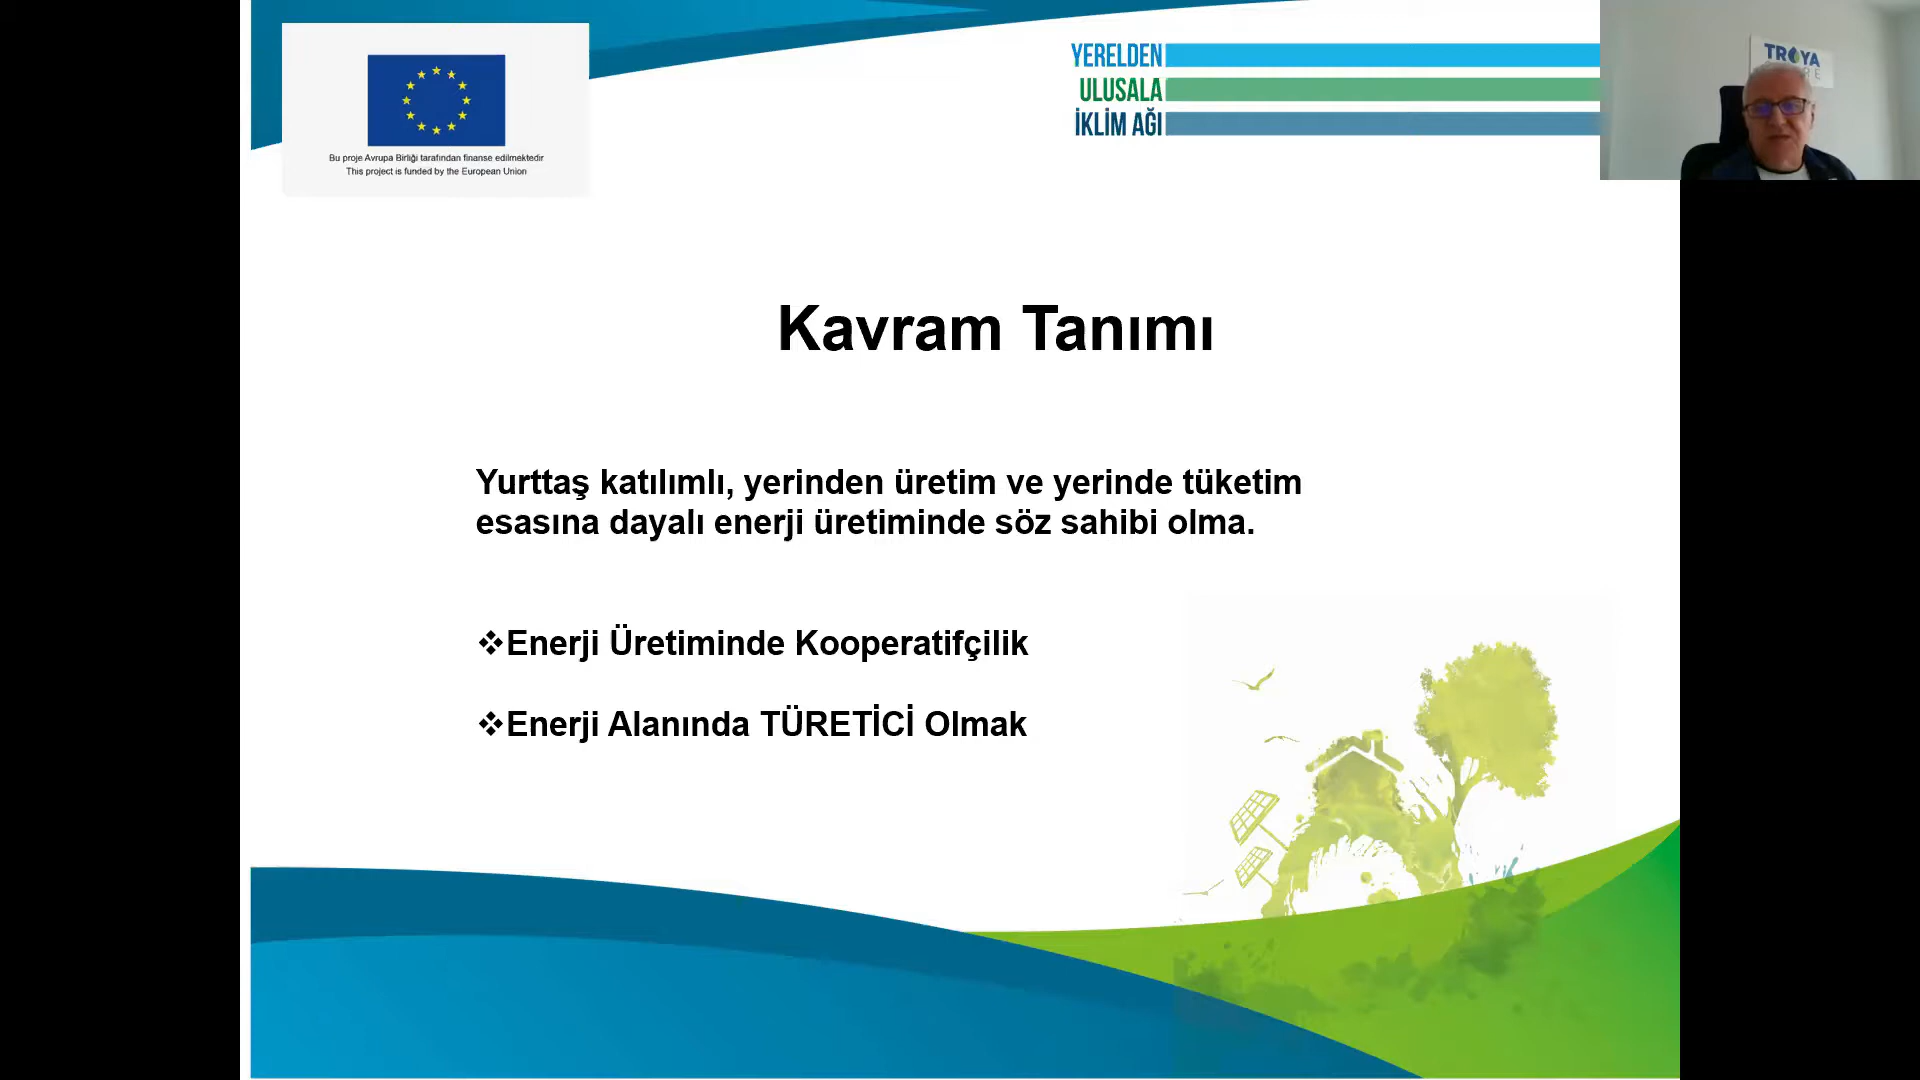 Bu proje Avrupa Birliği tarafından finanse edilmektedir
This project is funded by the European Union
YERELDEN
ULUSALA
İKLİM AĞI
TROYA
Kavram Tanımı
Yurttaş katılımlı, yerinden üretim ve yerinde tüketim
esasına dayalı enerji üretiminde söz sahibi olma.
❖Enerji Üretiminde Kooperatifçilik
❖Enerji Alanında TÜRETİCİ Olmak